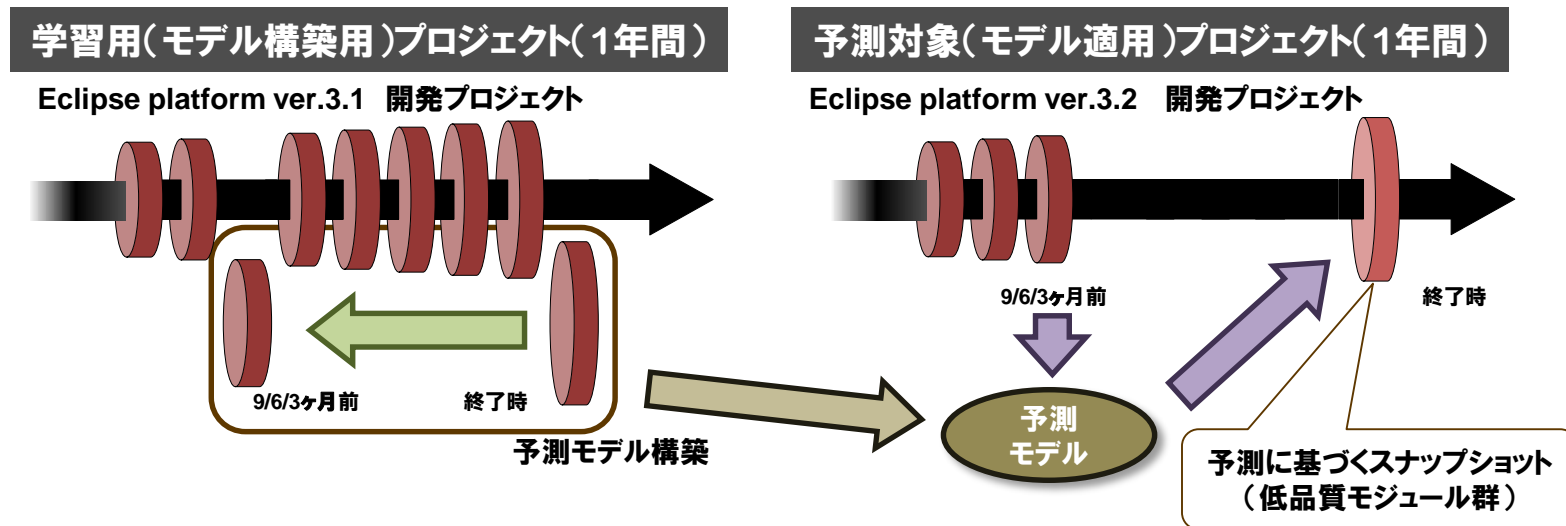 学習用(モデル構築用)プロジェクト(1年間)
Eclipse platform ver.3.1 開発プロジェクト
9/6/3ヶ月前
終了時
予測モデル構築
予測対象(モデル適用)プロジェクト(1年間)
Eclipse platform ver.3.2 開発プロジェクト
9/6/3ヶ月前
終了時
予測
モデル
予測に基づくスナップショット
(低品質モジュール群)